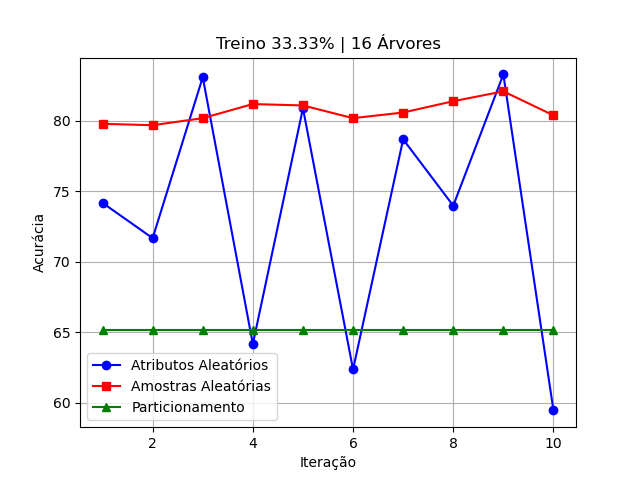 Treino 33.33% | 16 Árvores
Acurácia
80
75
70
65
60
Atributos Aleatórios
Amostras Aleatórias
Particionamento
2
4
6
8
10
Iteração